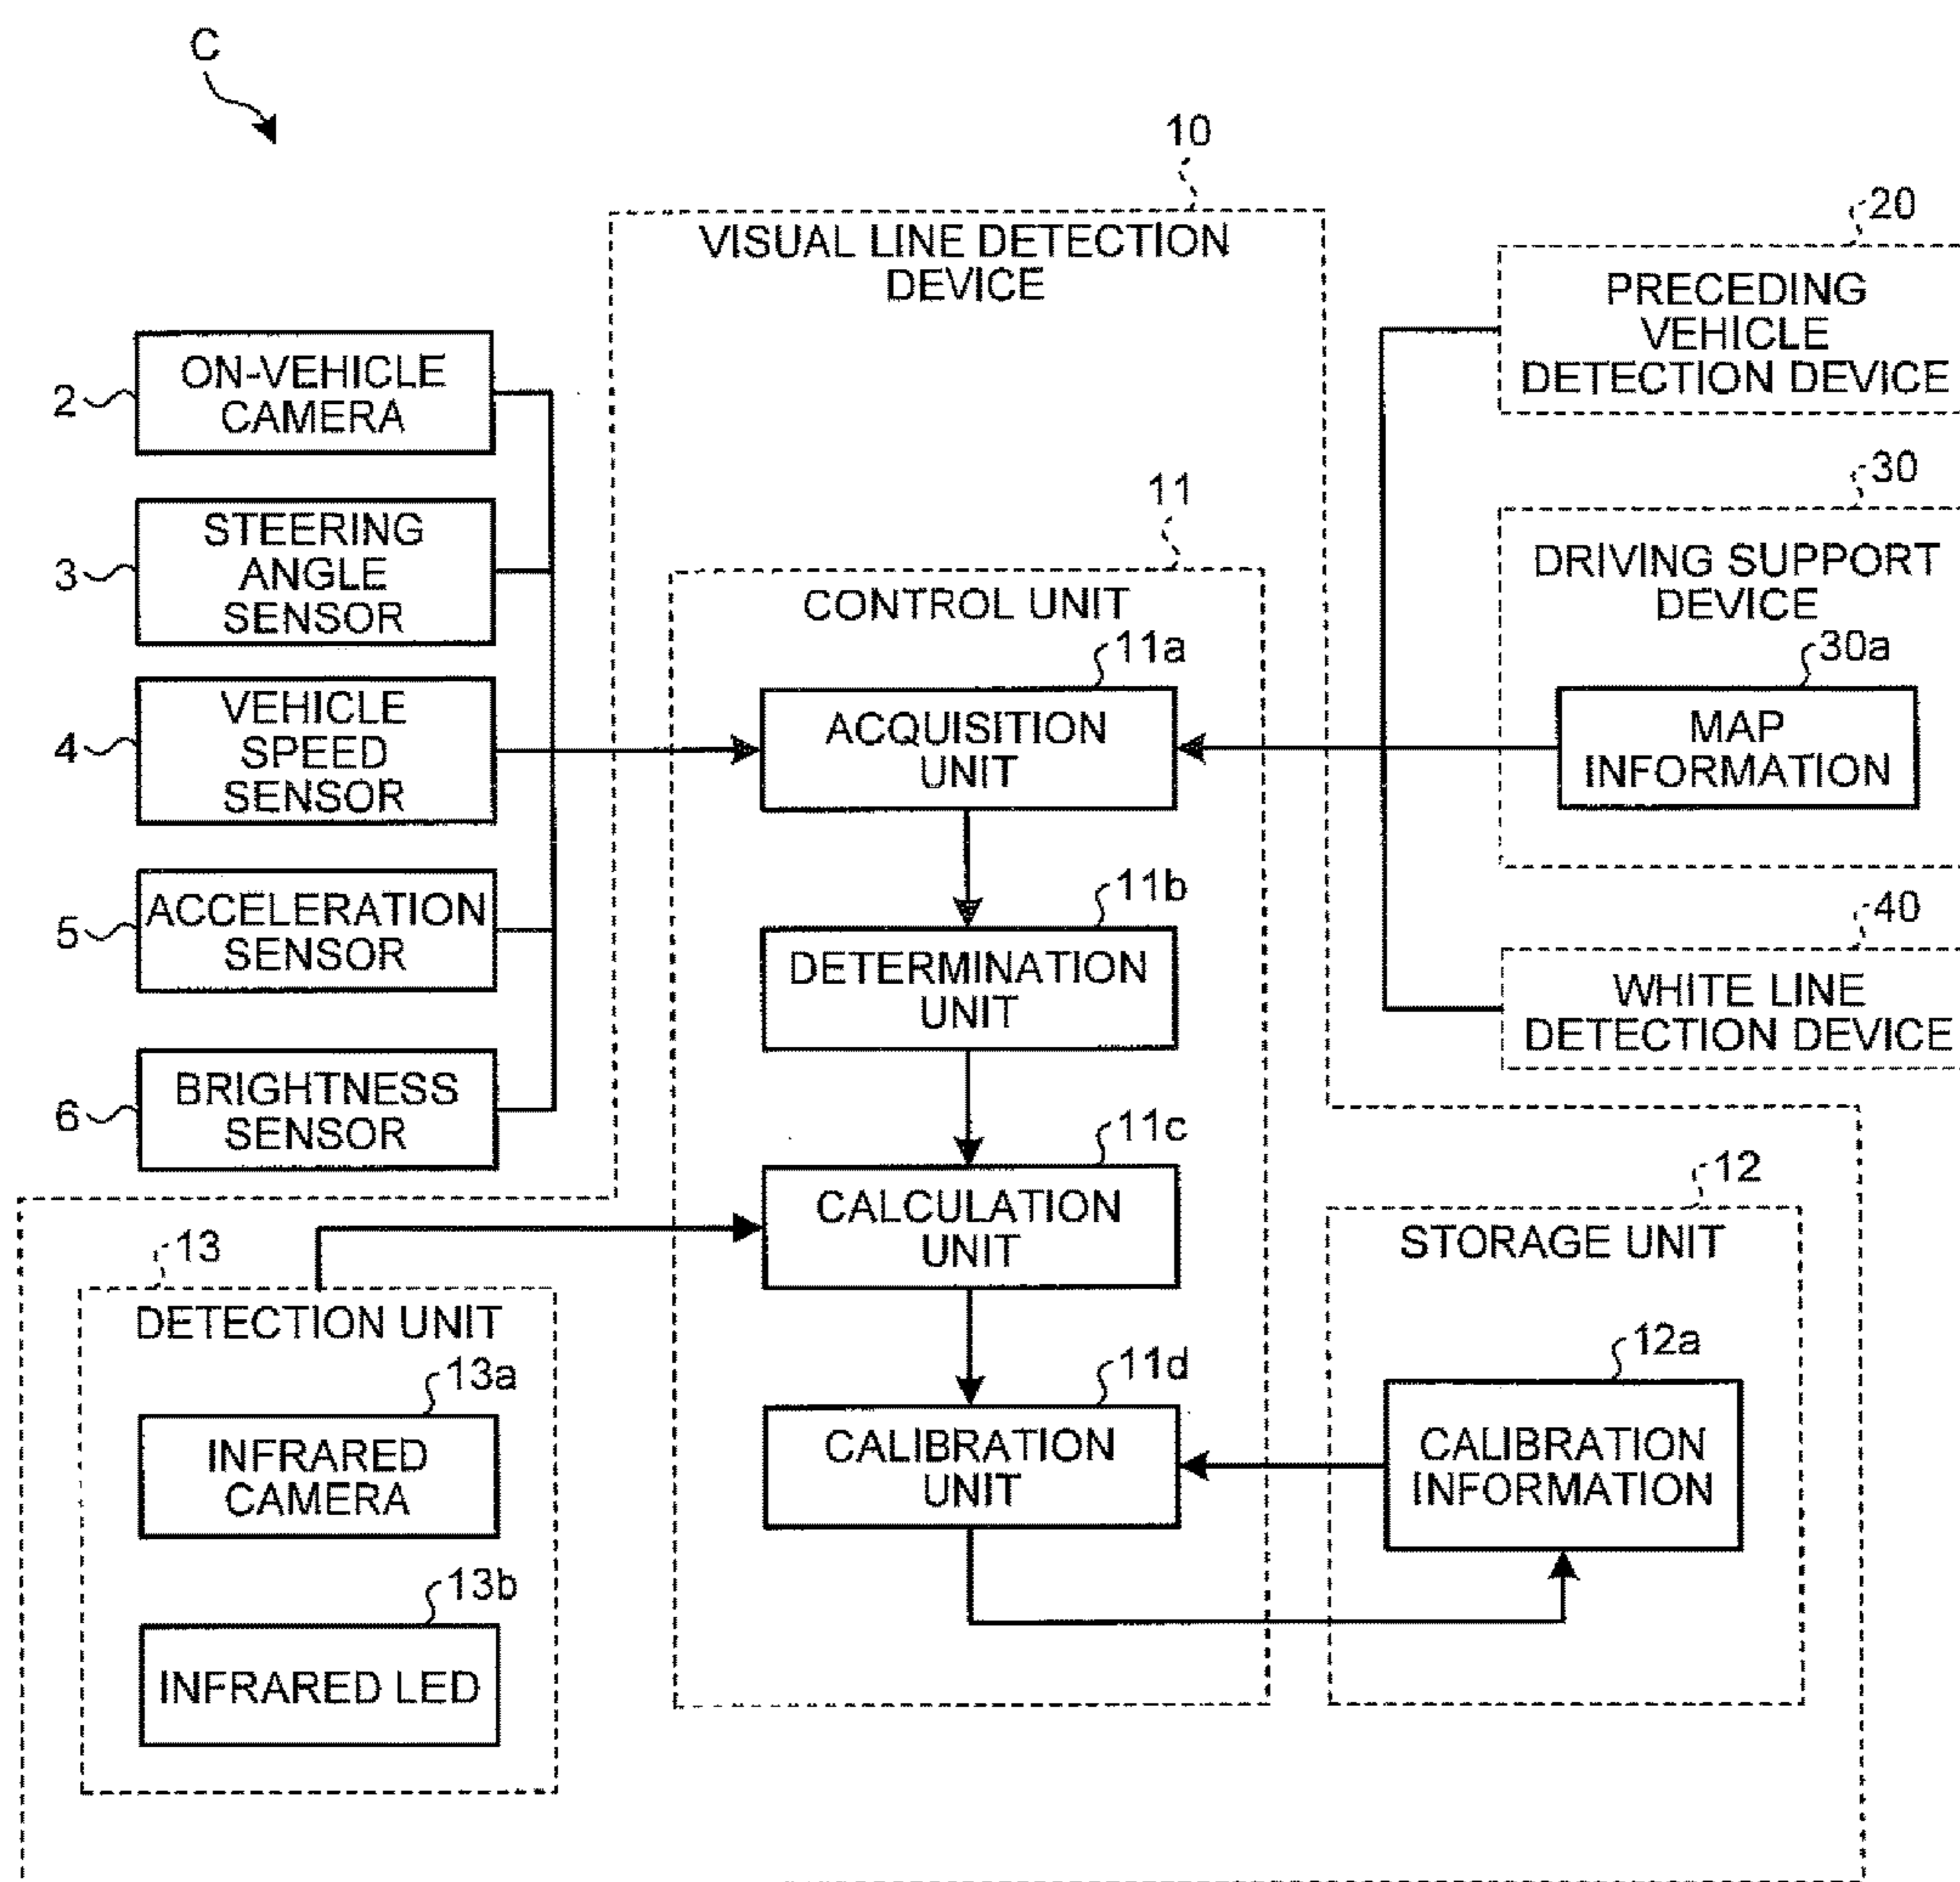 C
10
VISUAL LINE DETECTION
DEVICE
20
PRECEDING
VEHICLE
DETECTION DEVICE
2
ON-VEHICLE
CAMERA
3
STEERING
ANGLE
SENSOR
4
VEHICLE
SPEED
SENSOR
5
ACCELERATION
SENSOR
6
BRIGHTNESS
SENSOR
11
CONTROL UNIT
11a
ACQUISITION
UNIT
11b
DETERMINATION
UNIT
11c
CALCULATION
UNIT
11d
CALIBRATION
UNIT
30
DRIVING SUPPORT
DEVICE
30a
MAP
INFORMATION
40
WHITE LINE
DETECTION DEVICE
12
STORAGE UNIT
12a
CALIBRATION
INFORMATION
13
DETECTION UNIT
13a
INFRARED
CAMERA
13b
INFRARED LED